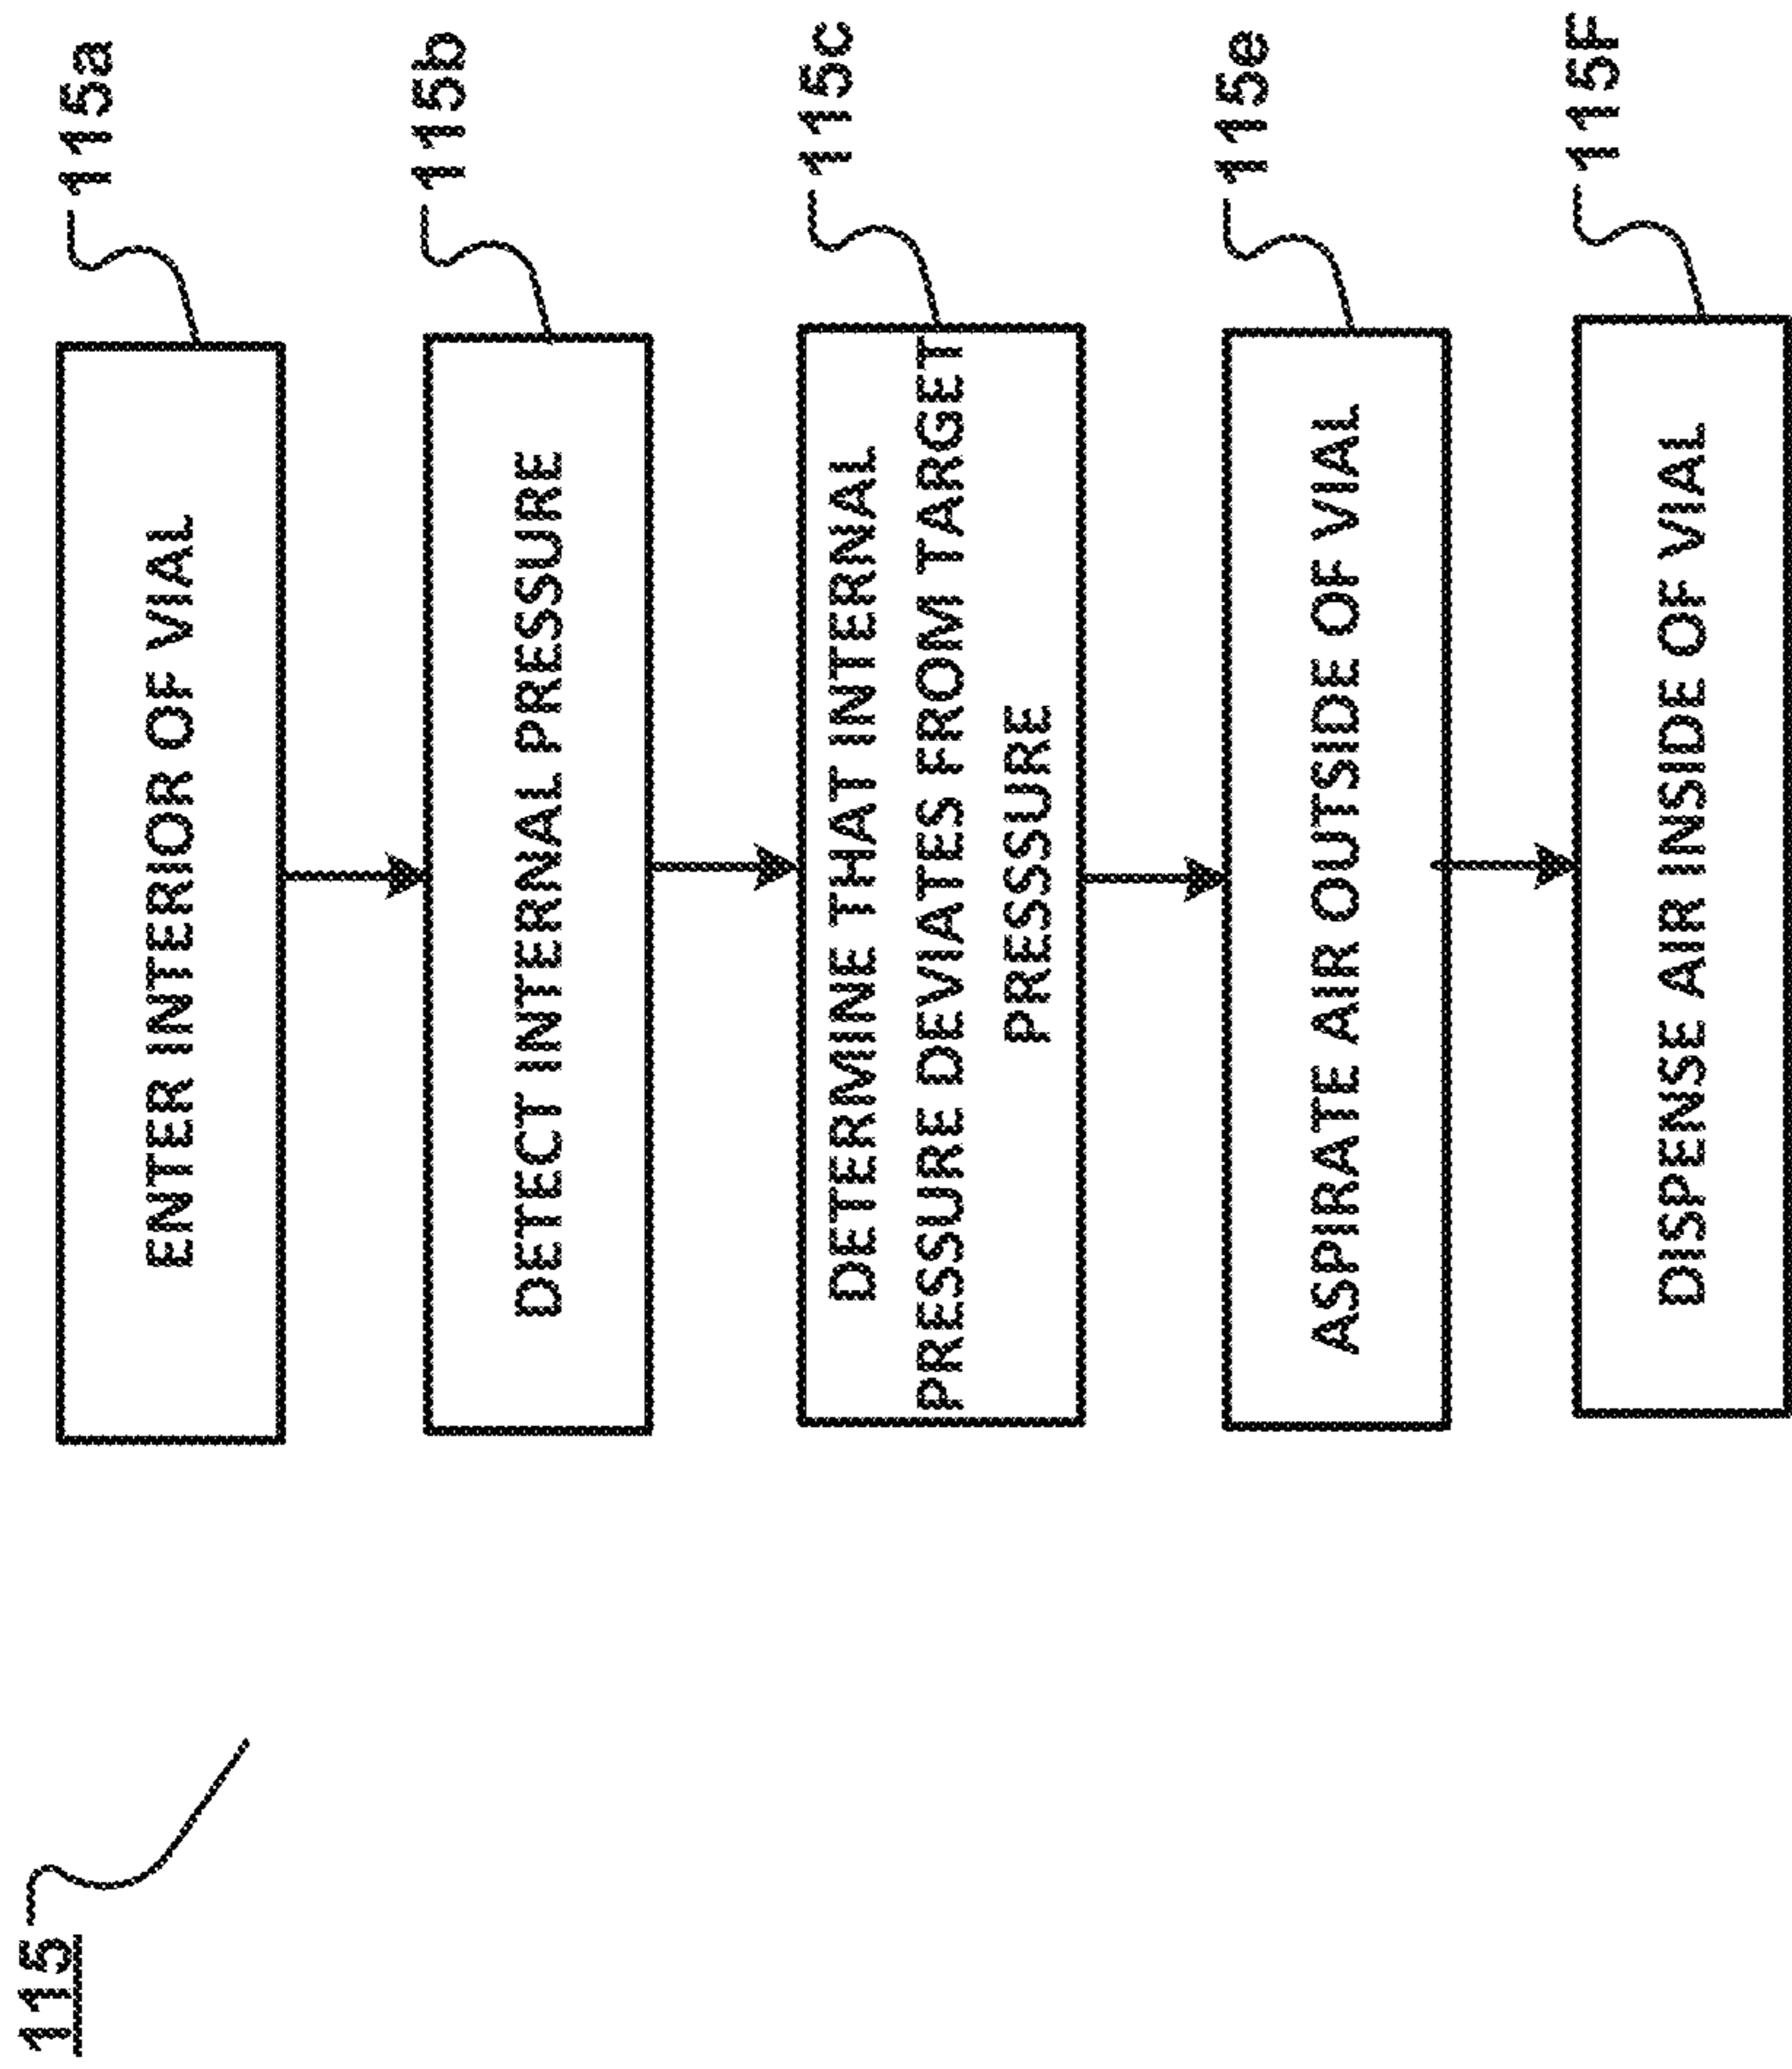 115
115a
ENTER INTERIOR OF VIAL
115b
DETECT INTERNAL PRESSURE
115c
DETERMINE THAT INTERNAL
PRESSURE DEVIATES FROM TARGET
PRESSURE
115e
ASPIRATE AIR OUTSIDE OF VIAL
115F
DISPENSE AIR INSIDE OF VIAL